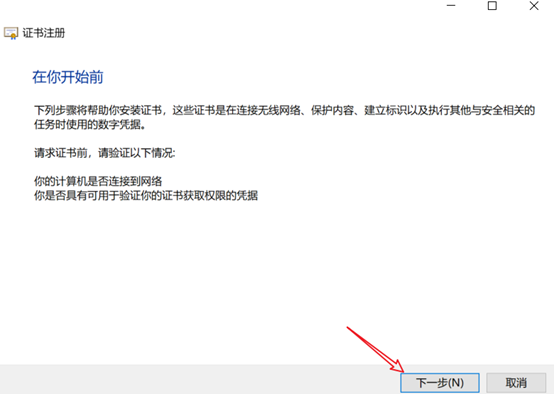 证书注册
在你开始前
下列步骤将帮助你安装证书，这些证书是在连接无线网络、保护内容、建立标识以及执行其他与安全相关的
任务时使用的数字凭据。
请求证书前，请验证以下情况:
你的计算机是否连接到网络
你是否具有可用于验证你的证书获取权限的凭据
下一步(N)
取消